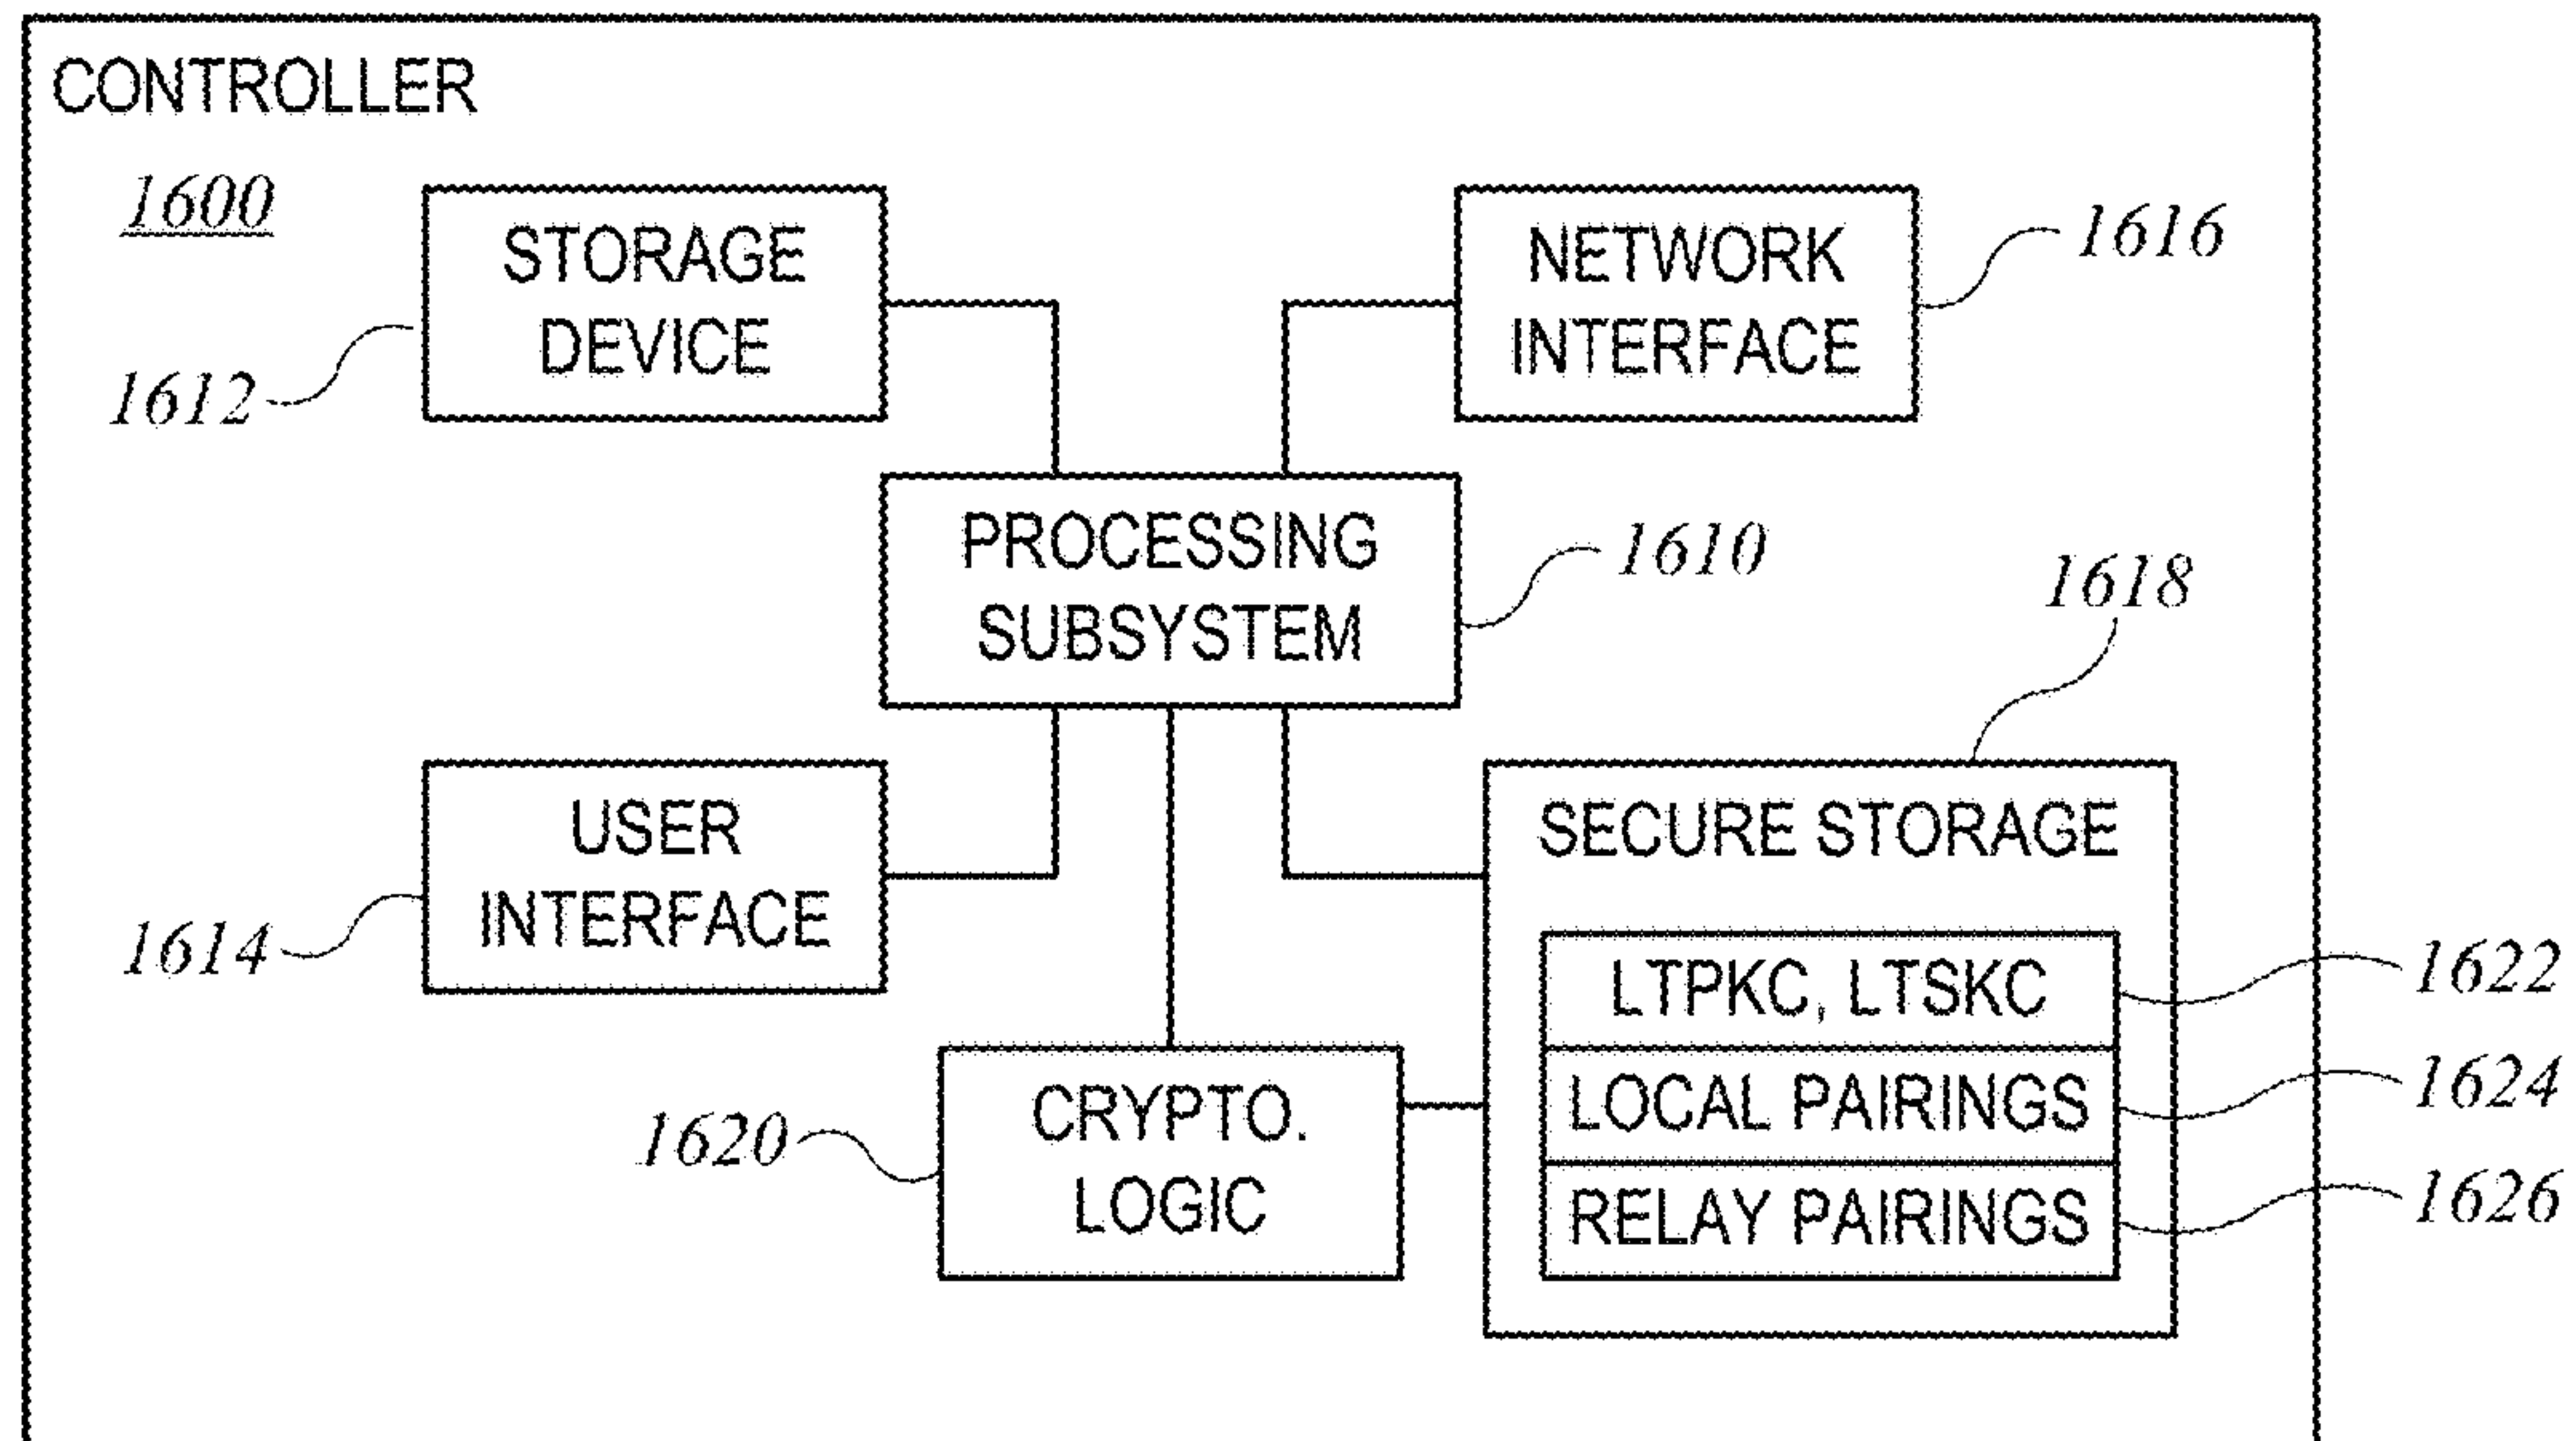 CONTROLLER
1600
STORAGE
DEVICE
1612
NETWORK
INTERFACE
1616
PROCESSING
SUBSYSTEM
1610
1618
USER
INTERFACE
1614
SECURE STORAGE
LTPKC, LTSKC
1622
LOCAL PAIRINGS
1624
RELAY PAIRINGS
1626
CRYPTO.
LOGIC
1620